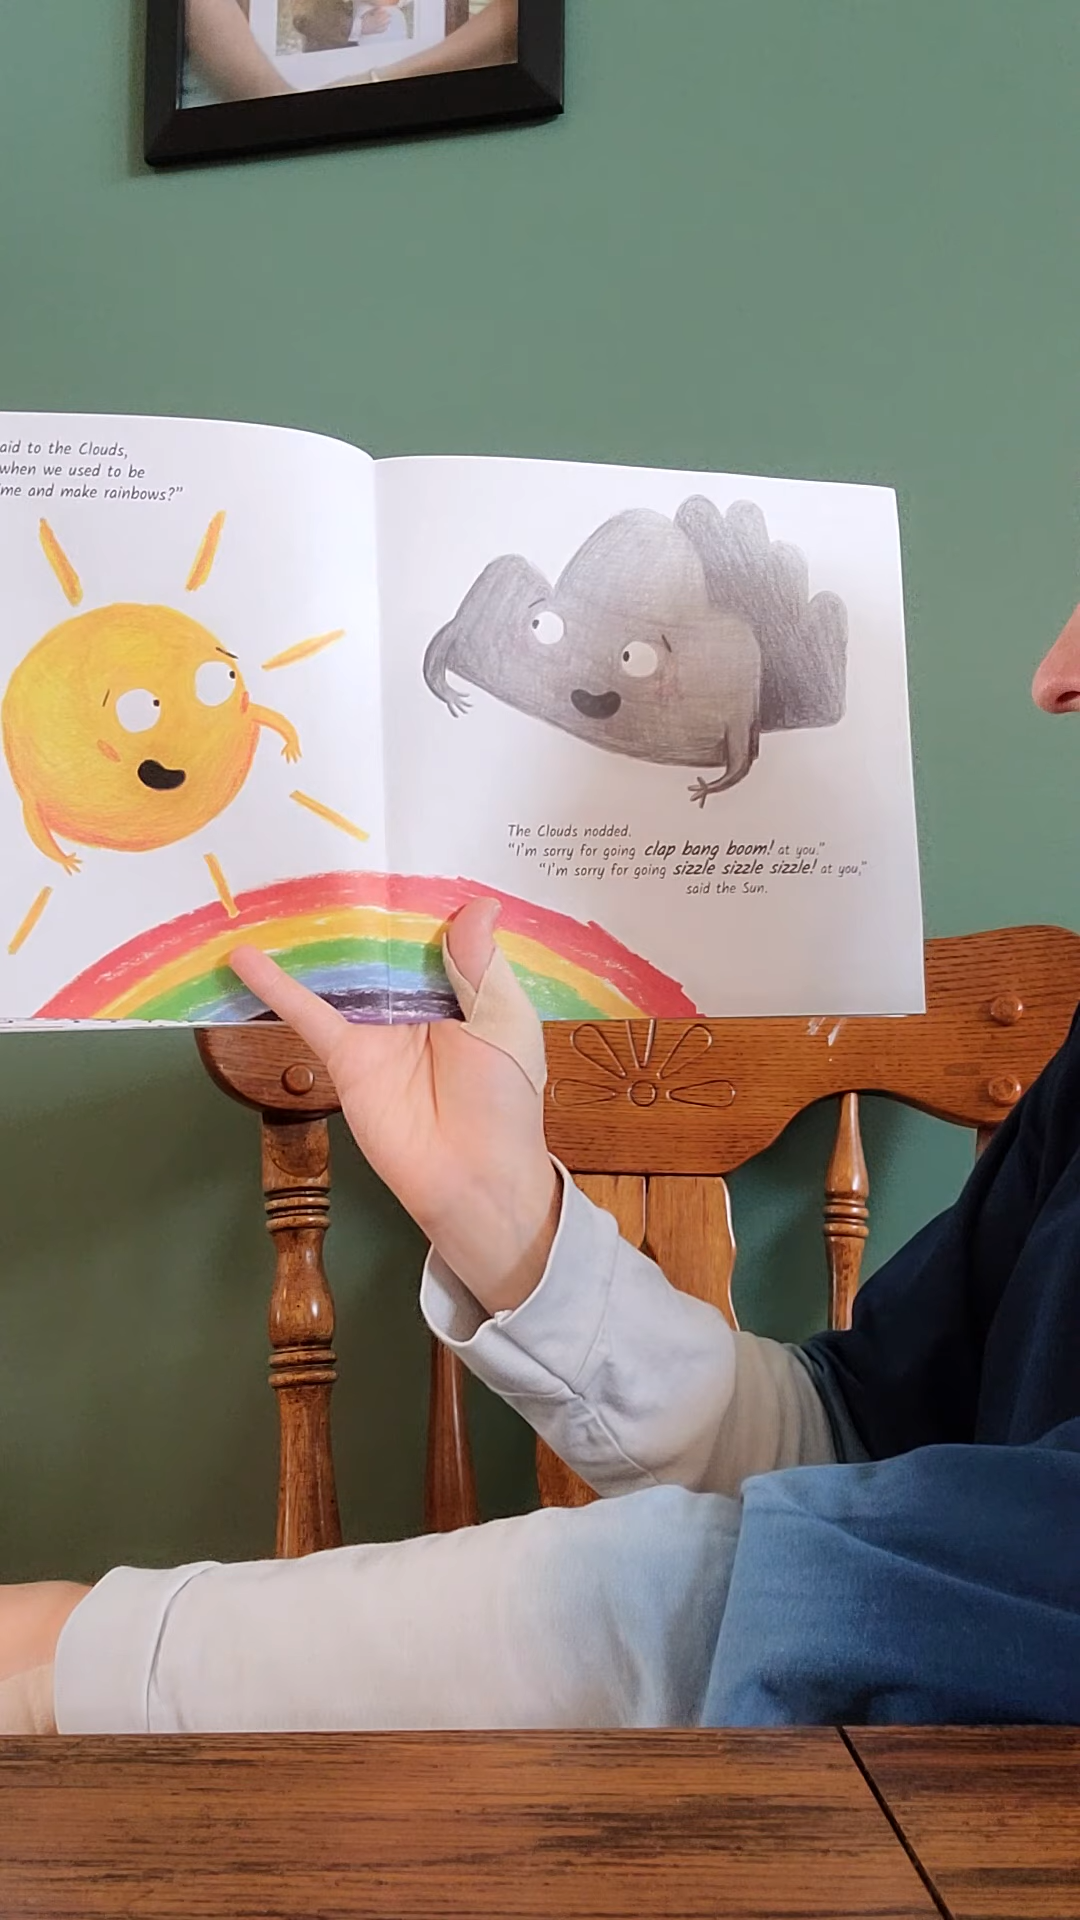 aid to the Clouds,
when we used to be
me and make rainbows?"
The Clouds nodded.
"I'm sorry for going clap bang boom! at you."
"I'm sorry for going sizzle sizzle sizzle! at you,"
said the Sun.